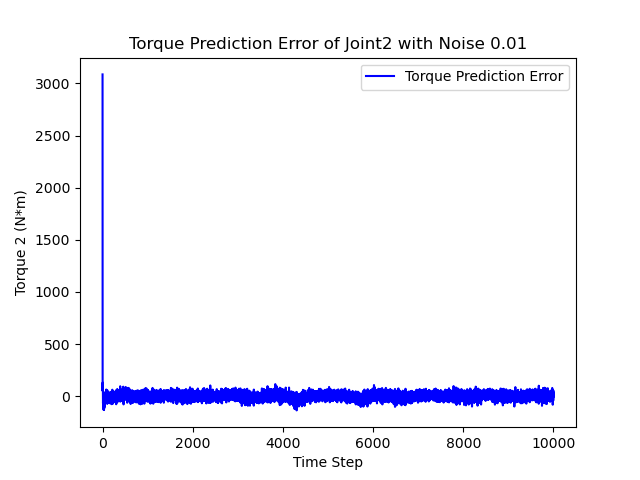 Torque Prediction Error of Joint2 with Noise 0.01
Torque Prediction Error
3000
2500
2000
1500
1000
500
0
Torque 2 (N*m)
0 2000 4000 6000 8000 10000
Time Step